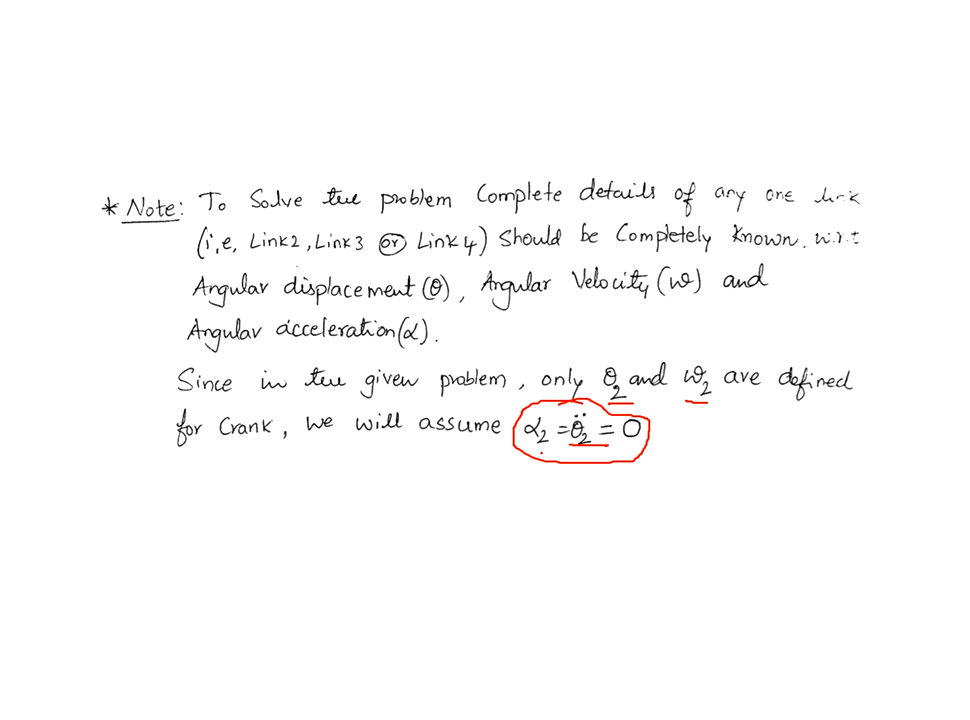 * Note: To Solve the problem Complete details of any one link
(i,e, Link2, Link3 or Link4) Should be Completely Known. w.r.t
Angular displacement (θ), Angular Velocity (ω) and
Angular acceleration (α).
Since in the given problem, only θ₂ and ω₂ are defined
for Crank, we will assume α₂ = θ̈₂ = 0